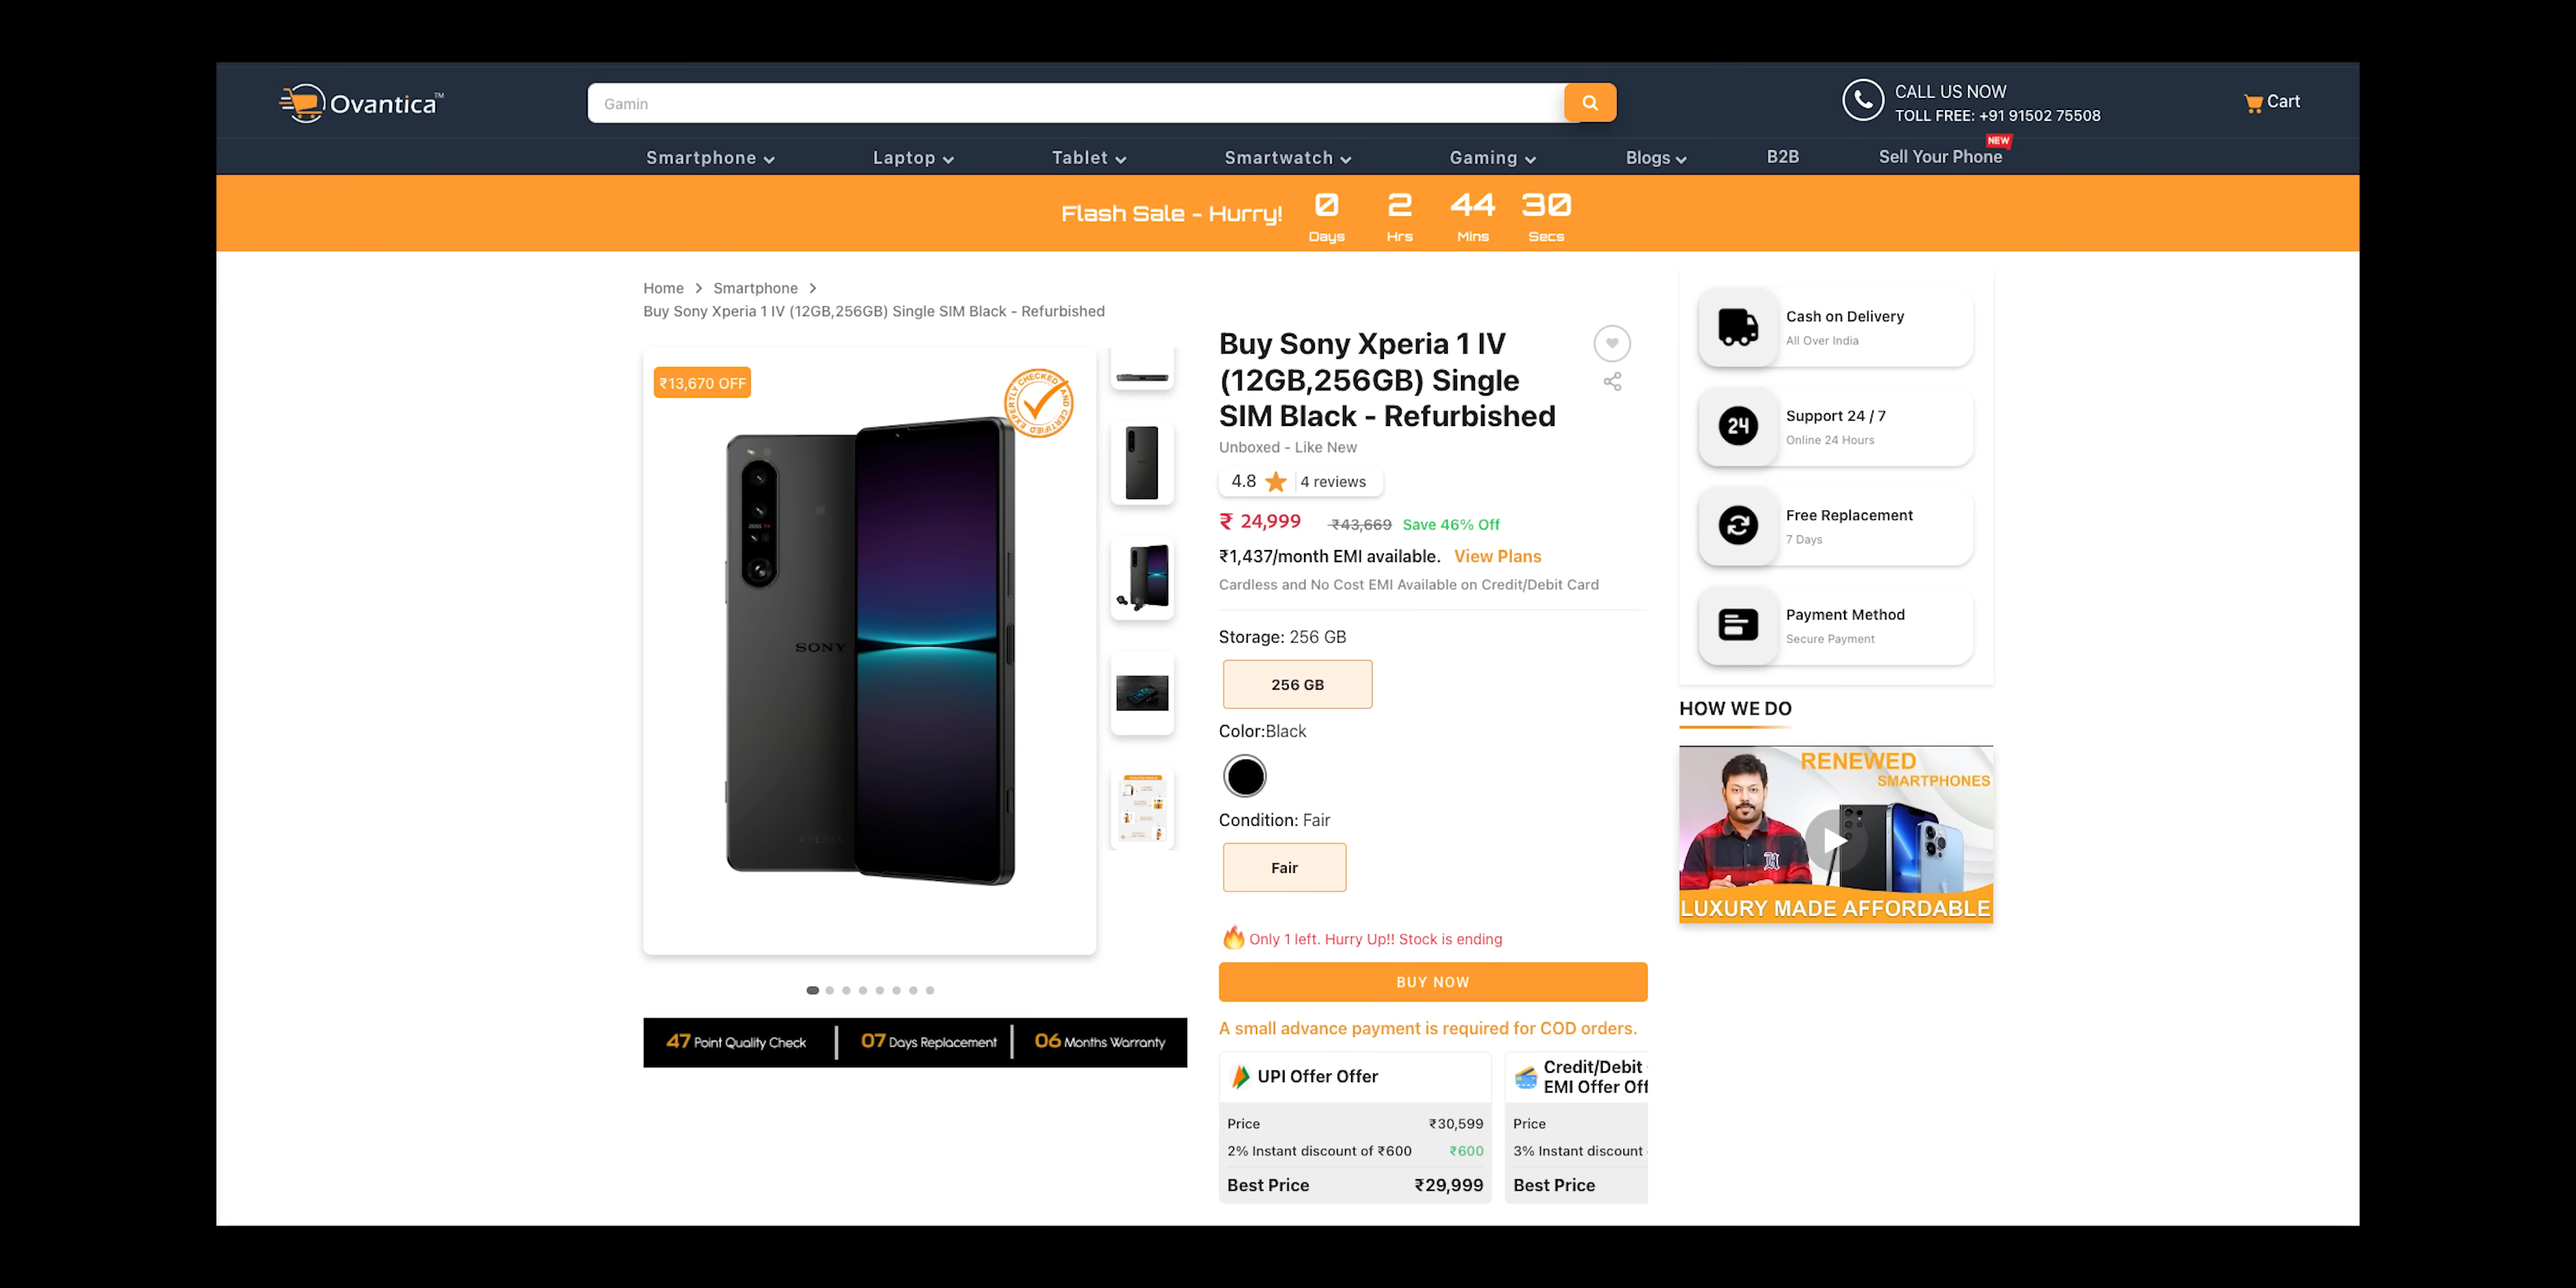 Ovantica™
Gamin
CALL US NOW
TOLL FREE: +91 91502 75508
Cart
Smartphone
Laptop
Tablet
Smartwatch
Gaming
Blogs
B2B
Sell Your Phone
NEW
Flash Sale - Hurry!
0 2 44 30
Days Hrs Mins Secs
Home > Smartphone >
Buy Sony Xperia 1 IV (12GB,256GB) Single SIM Black - Refurbished
₹13,670 OFF
EXPERTLY CHECKED AND CERTIFIED
SONY
XPERIA
47 Point Quality Check | 07 Days Replacement | 06 Months Warranty
Buy Sony Xperia 1 IV
(12GB,256GB) Single
SIM Black - Refurbished
Unboxed - Like New
4.8 4 reviews
₹ 24,999 ₹43,669 Save 46% Off
₹1,437/month EMI available. View Plans
Cardless and No Cost EMI Available on Credit/Debit Card
Storage: 256 GB
256 GB
Color:Black
Condition: Fair
Fair
Only 1 left. Hurry Up!! Stock is ending
BUY NOW
A small advance payment is required for COD orders.
UPI Offer Offer
Price ₹30,599
2% Instant discount of ₹600 ₹600
Best Price ₹29,999
Credit/Debit
EMI Offer Off
Price
3% Instant discount
Best Price
Cash on Delivery
All Over India
24
Support 24 / 7
Online 24 Hours
Free Replacement
7 Days
Payment Method
Secure Payment
HOW WE DO
RENEWED
SMARTPHONES
LUXURY MADE AFFORDABLE